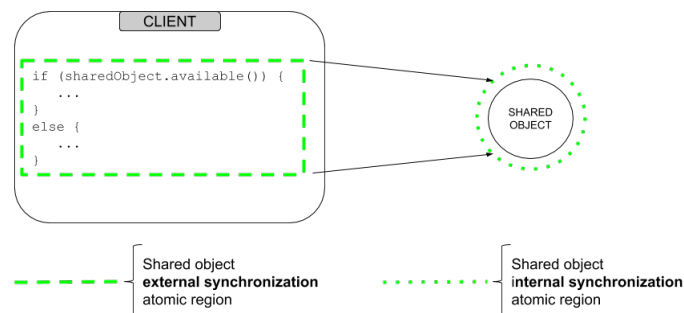 CLIENT
if (sharedObject.available()) {
...
}
else {
...
}
SHARED
OBJECT
Shared object
external synchronization
atomic region
Shared object
internal synchronization
atomic region